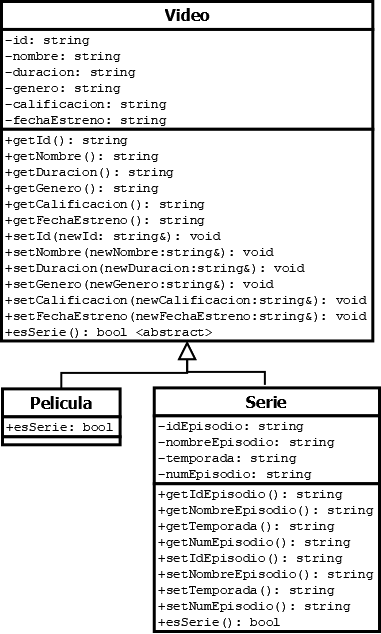 Video
-id: string
-nombre: string
-duracion: string
-genero: string
-calificacion: string
-fechaEstreno: string
+getId(): string
+getNombre(): string
+getDuracion(): string
+getGenero(): string
+getCalificacion(): string
+getFechaEstreno(): string
+setId(newId: string&): void
+setNombre(newNombre:string&): void
+setDuracion(newDuracion:string&): void
+setGenero(newGenero:string&): void
+setCalificacion(newCalificacion:string&): void
+setFechaEstreno(newFechaEstreno:string&): void
+esSerie(): bool <abstract>
Pelicula
+esSerie: bool
Serie
-idEpisodio: string
-nombreEpisodio: string
-temporada: string
-numEpisodio: string
+getIdEpisodio(): string
+getNombreEpisodio(): string
+getTemporada(): string
+getNumEpisodio(): string
+setIdEpisodio(): string
+setNombreEpisodio(): string
+setTemporada(): string
+setNumEpisodio(): string
+esSerie(): bool